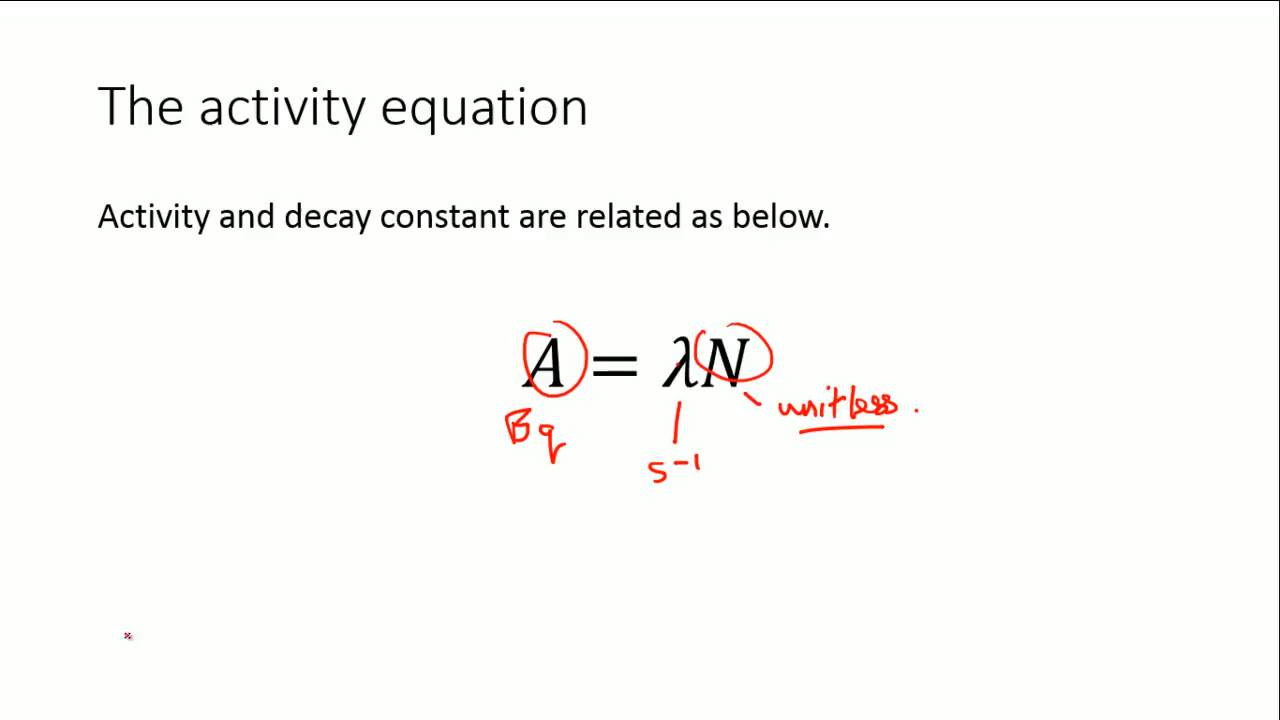 The activity equation
Activity and decay constant are related as below.
A = λN
unitless .
Bq
s⁻¹